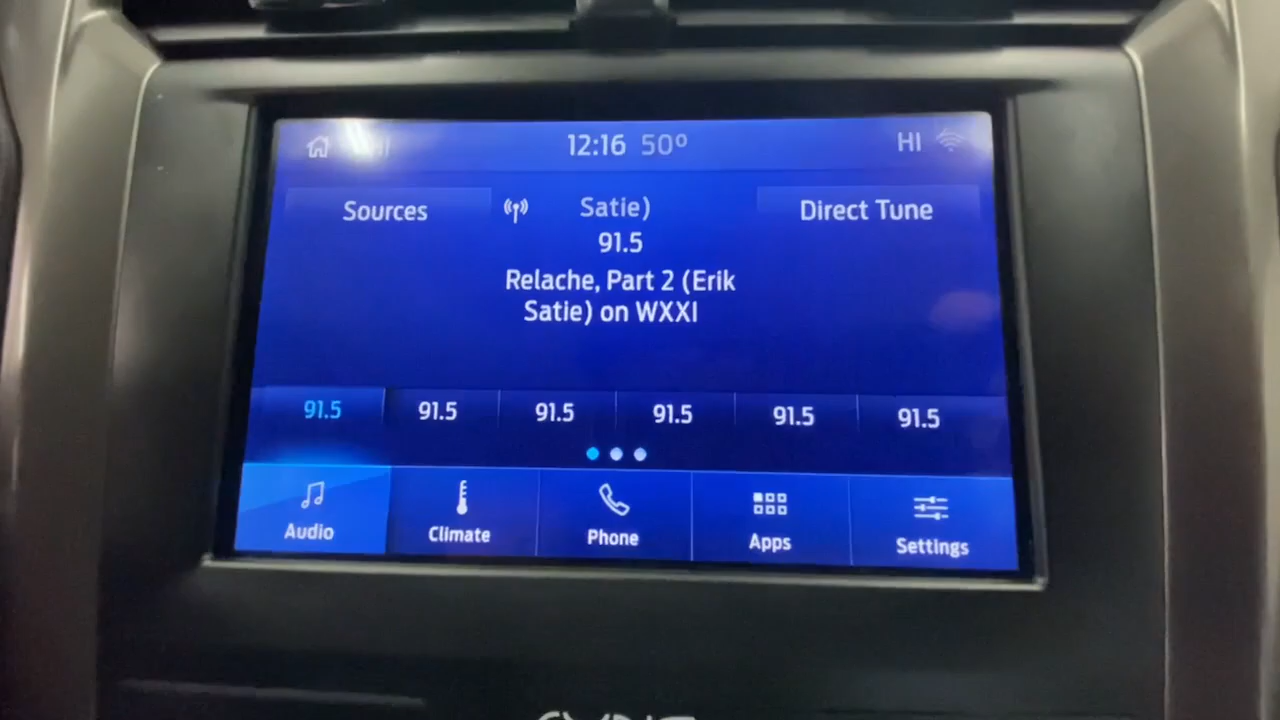 12:16 50º HI
Sources Satie) Direct Tune
91.5
Relache, Part 2 (Erik
Satie) on WXXI
91.5 91.5 91.5 91.5 91.5 91.5
Audio Climate Phone Apps Settings